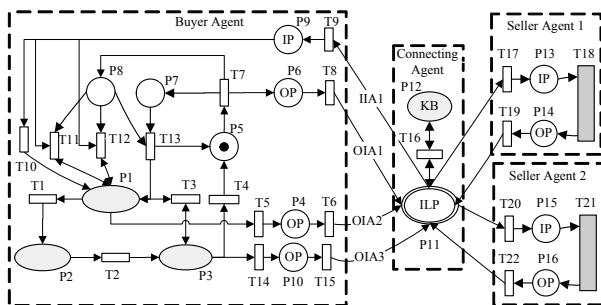 Buyer Agent
Seller Agent 1
P9
T9
IP
T17
P13
T18
IP
Connecting
Agent
P8
P7
T7
P6
T8
OP
P12
KB
IIA1
T19
P14
OP
T11
T12
T13
P5
T16
T10
OIA1
P1
T1
T3
T4
Seller Agent 2
ILP
T5
P4
T6
OP
OIA2
T20
P15
T21
IP
P11
P2
T2
P3
OP
OIA3
T14
P10
T15
T22
P16
OP